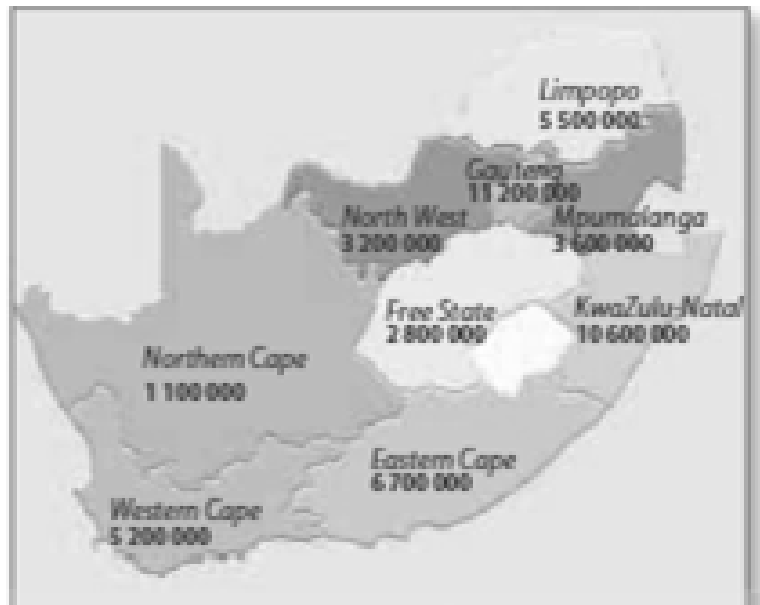 Limpopo
5 500 000
Gauteng
11 200 000
North West
3 200 000
Mpumalanga
3 600 000
Free State
2 800 000
KwaZulu-Natal
10 600 000
Northern Cape
1 100 000
Eastern Cape
6 700 000
Western Cape
5 200 000